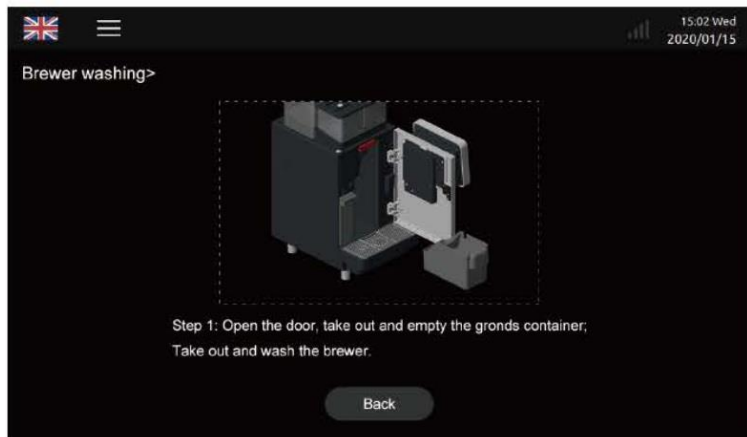 15:02 Wed
2020/01/15
Brewer washing>
Step 1: Open the door, take out and empty the gronds container;
Take out and wash the brewer.
Back